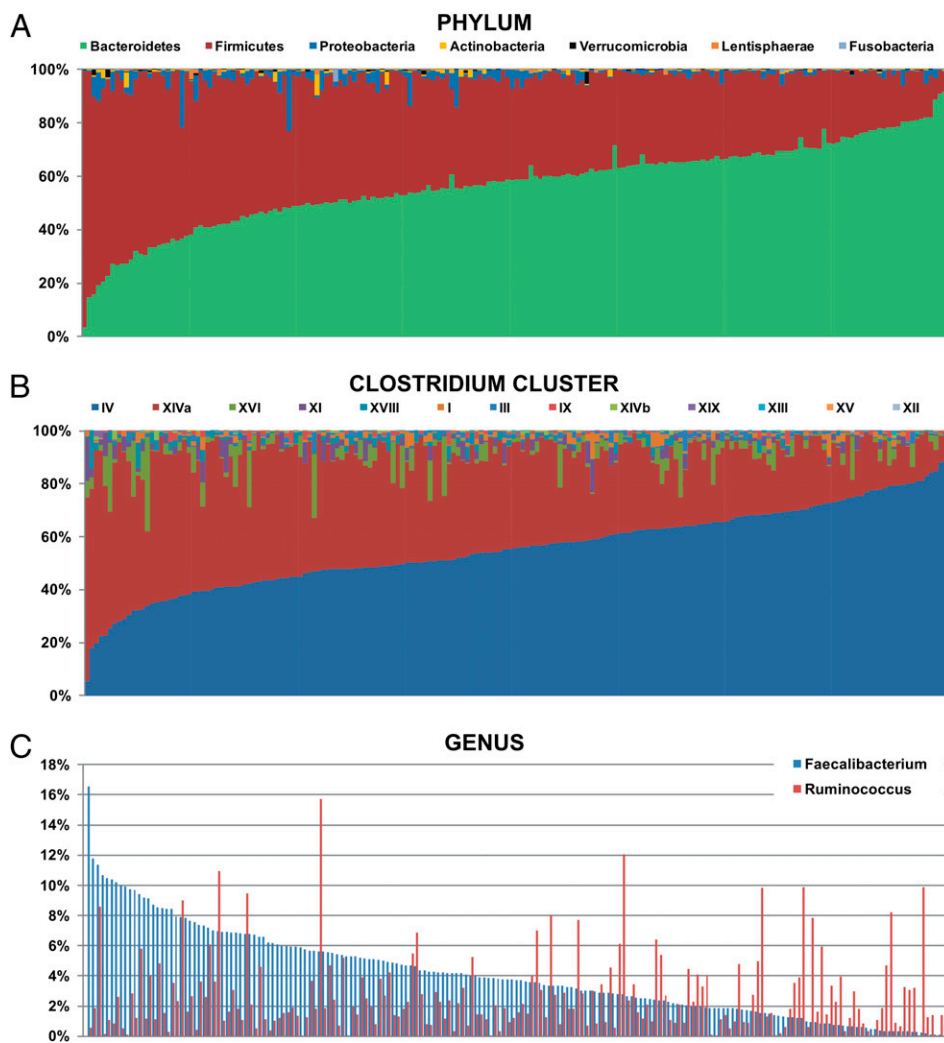 A
PHYLUM
Bacteroidetes Firmicutes Proteobacteria Actinobacteria Verrucomicrobia Lentisphaerae Fusobacteria
100%
80%
60%
40%
20%
0%
B
CLOSTRIDIUM CLUSTER
IV XIVa XVI XI XVIII I III IX XIVb XIX XIII XV XII
100%
80%
60%
40%
20%
0%
C
GENUS
18%
Faecalibacterium
16%
Ruminococcus
14%
12%
10%
8%
6%
4%
2%
0%